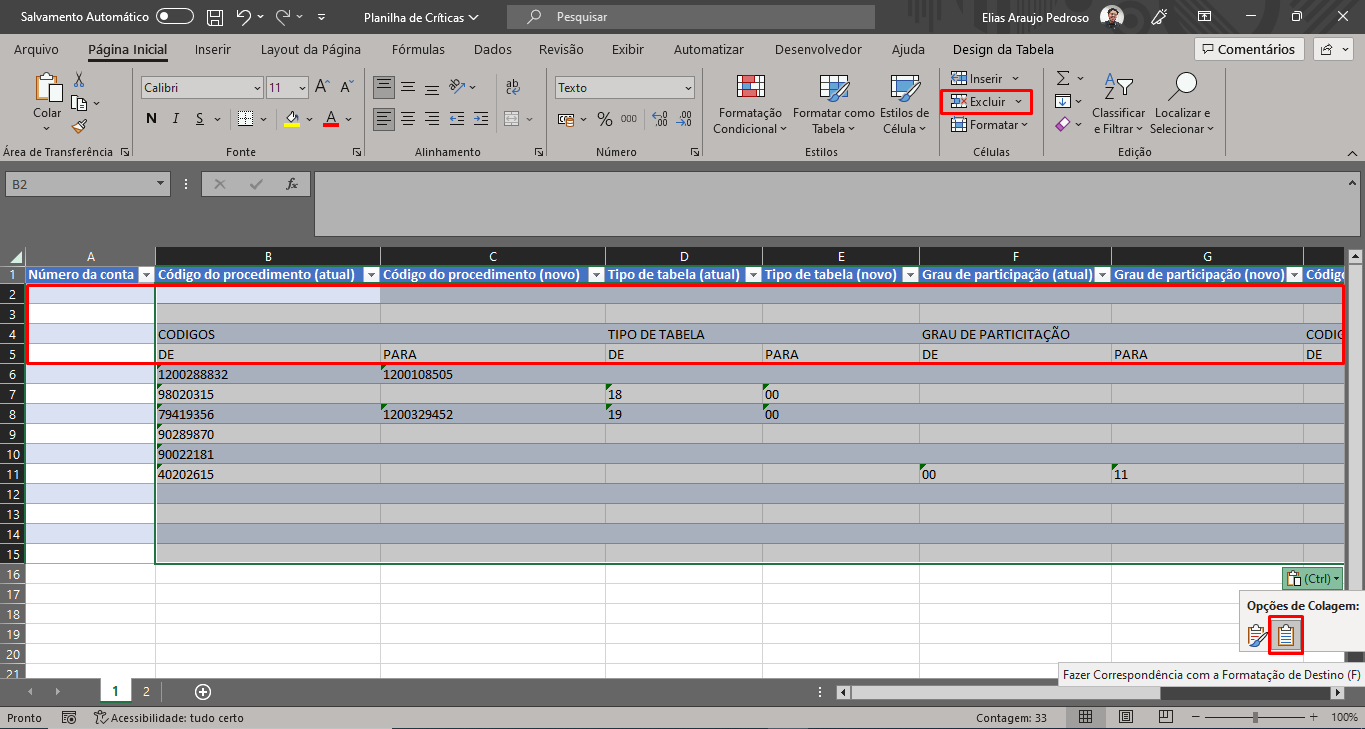 Salvamento Automático Planilha de Críticas Pesquisar Elias Araujo Pedroso
Arquivo Página Inicial Inserir Layout da Página Fórmulas Dados Revisão Exibir Automatizar Desenvolvedor Ajuda Design da Tabela Comentários
Colar
Calibri 11
N I S
Texto
% 000
Formatação Condicional
Formatar como Tabela
Estilos de Célula
Inserir
Excluir
Formatar
Classificar e Filtrar
Localizar e Selecionar
Área de Transferência Fonte Alinhamento Número Estilos Células Edição
B2 fx
A B C D E F G
1 Número da conta Código do procedimento (atual) Código do procedimento (novo) Tipo de tabela (atual) Tipo de tabela (novo) Grau de participação (atual) Grau de participação (novo) Códig
2
3
4 CODIGOS TIPO DE TABELA GRAU DE PARTICITAÇÃO CODIG
5 DE PARA DE PARA DE PARA DE
6 1200288832 1200108505
7 98020315 18 00
8 79419356 1200329452 19 00
9 90289870
10 90022181
11 40202615 00 11
12
13
14
15
16
17
18
19
20
21
(Ctrl)
Opções de Colagem:
Fazer Correspondência com a Formatação de Destino (F)
1 2
Pronto Acessibilidade: tudo certo Contagem: 33 100%